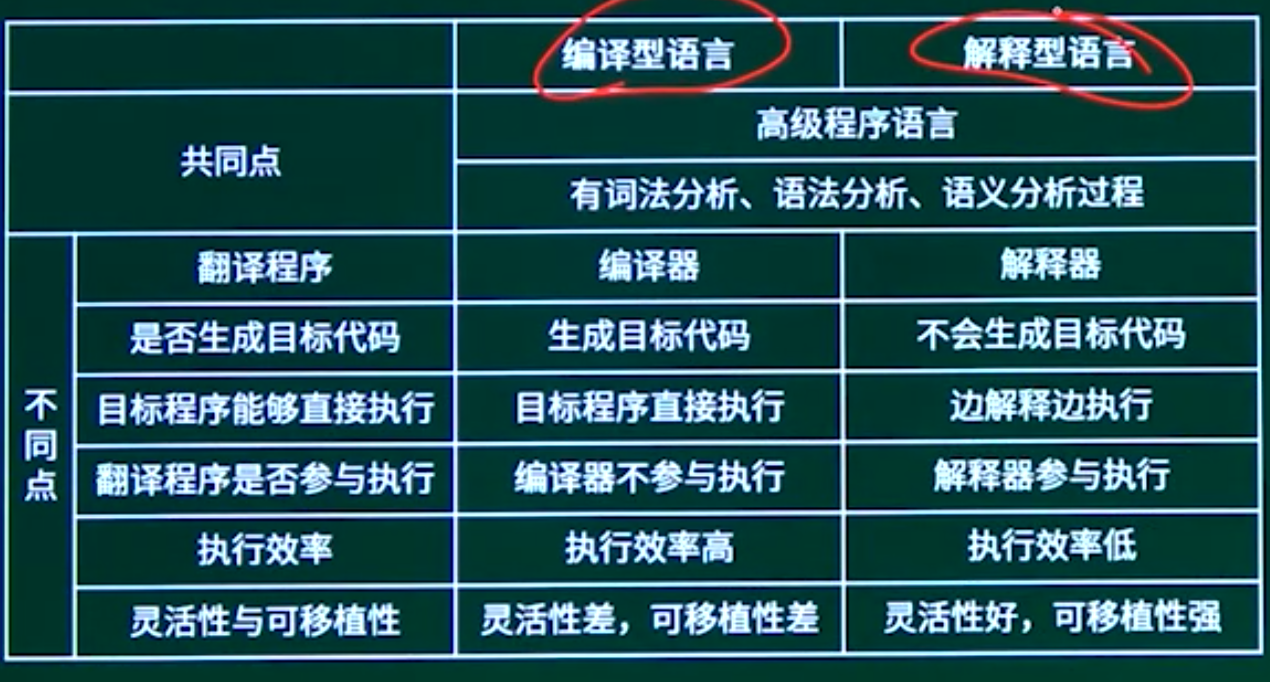 编译型语言 解释型语言
共同点 高级程序语言
有词法分析、语法分析、语义分析过程
不同点
翻译程序 编译器 解释器
是否生成目标代码 生成目标代码 不会生成目标代码
目标程序能够直接执行 目标程序直接执行 边解释边执行
翻译程序是否参与执行 编译器不参与执行 解释器参与执行
执行效率 执行效率高 执行效率低
灵活性与可移植性 灵活性差，可移植性差 灵活性好，可移植性强